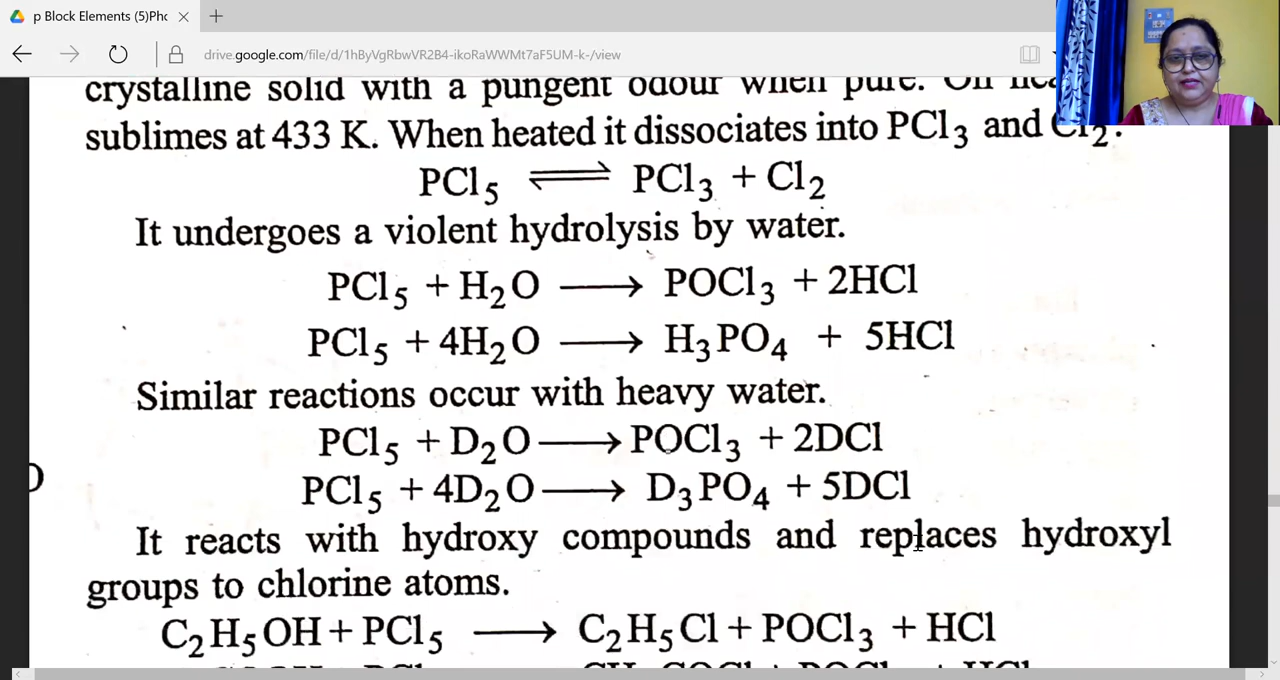 p Block Elements (5)Pho
drive.google.com/file/d/1hByVgRbwVR2B4-ikoRaWWMt7aF5UM-k-/view
crystalline solid with a pungent odour when pure. On
sublimes at 433 K. When heated it dissociates into PCl₃ and Cl₂.
PCl₅ ⇌ PCl₃ + Cl₂
It undergoes a violent hydrolysis by water.
PCl₅ + H₂O ⟶ POCl₃ + 2HCl
PCl₅ + 4H₂O ⟶ H₃PO₄ + 5HCl
Similar reactions occur with heavy water.
PCl₅ + D₂O ⟶ POCl₃ + 2DCl
PCl₅ + 4D₂O ⟶ D₃PO₄ + 5DCl
It reacts with hydroxy compounds and replaces hydroxyl
groups to chlorine atoms.
C₂H₅OH + PCl₅ ⟶ C₂H₅Cl + POCl₃ + HCl